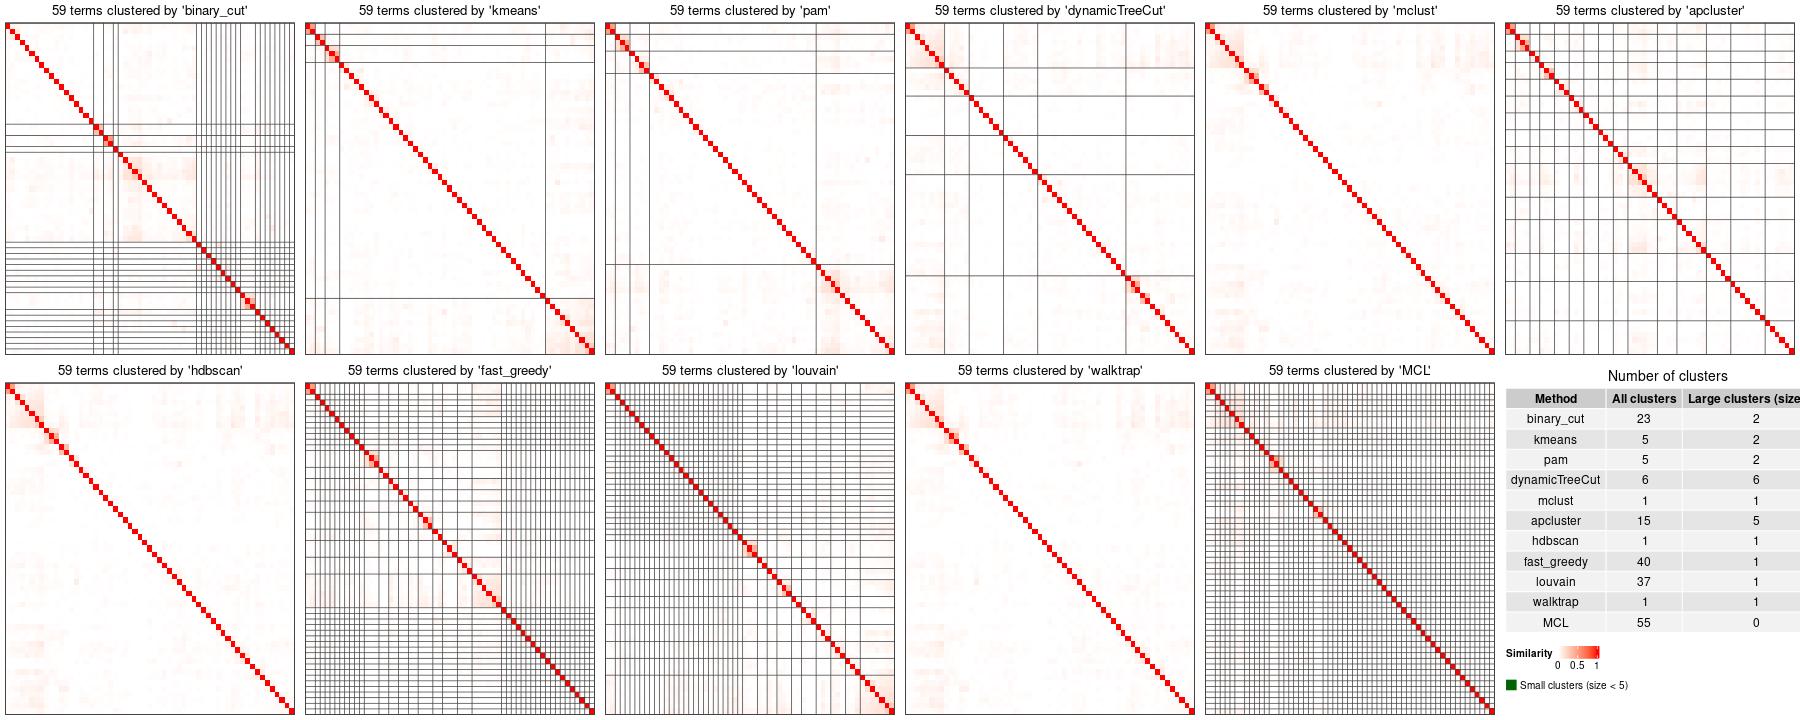 59 terms clustered by 'binary_cut'
59 terms clustered by 'kmeans'
59 terms clustered by 'pam'
59 terms clustered by 'dynamicTreeCut'
59 terms clustered by 'mclust'
59 terms clustered by 'apcluster'
59 terms clustered by 'hdbscan'
59 terms clustered by 'fast_greedy'
59 terms clustered by 'louvain'
59 terms clustered by 'walktrap'
59 terms clustered by 'MCL'
Number of clusters
Method All clusters Large clusters (size
binary_cut 23 2
kmeans 5 2
pam 5 2
dynamicTreeCut 6 6
mclust 1 1
apcluster 15 5
hdbscan 1 1
fast_greedy 40 1
louvain 37 1
walktrap 1 1
MCL 55 0
Similarity
0 0.5 1
Small clusters (size < 5)